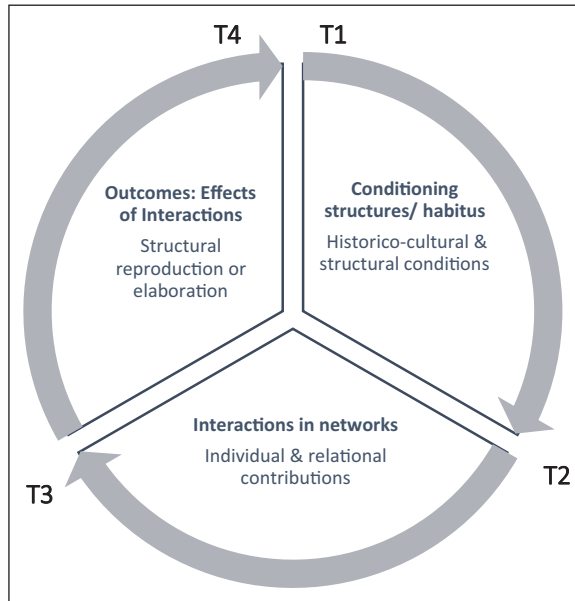 T4
T1
Outcomes: Effects
of Interactions
Structural
reproduction or
elaboration
Conditioning
structures/ habitus
Historico-cultural &
structural conditions
Interactions in networks
Individual & relational
contributions
T3
T2